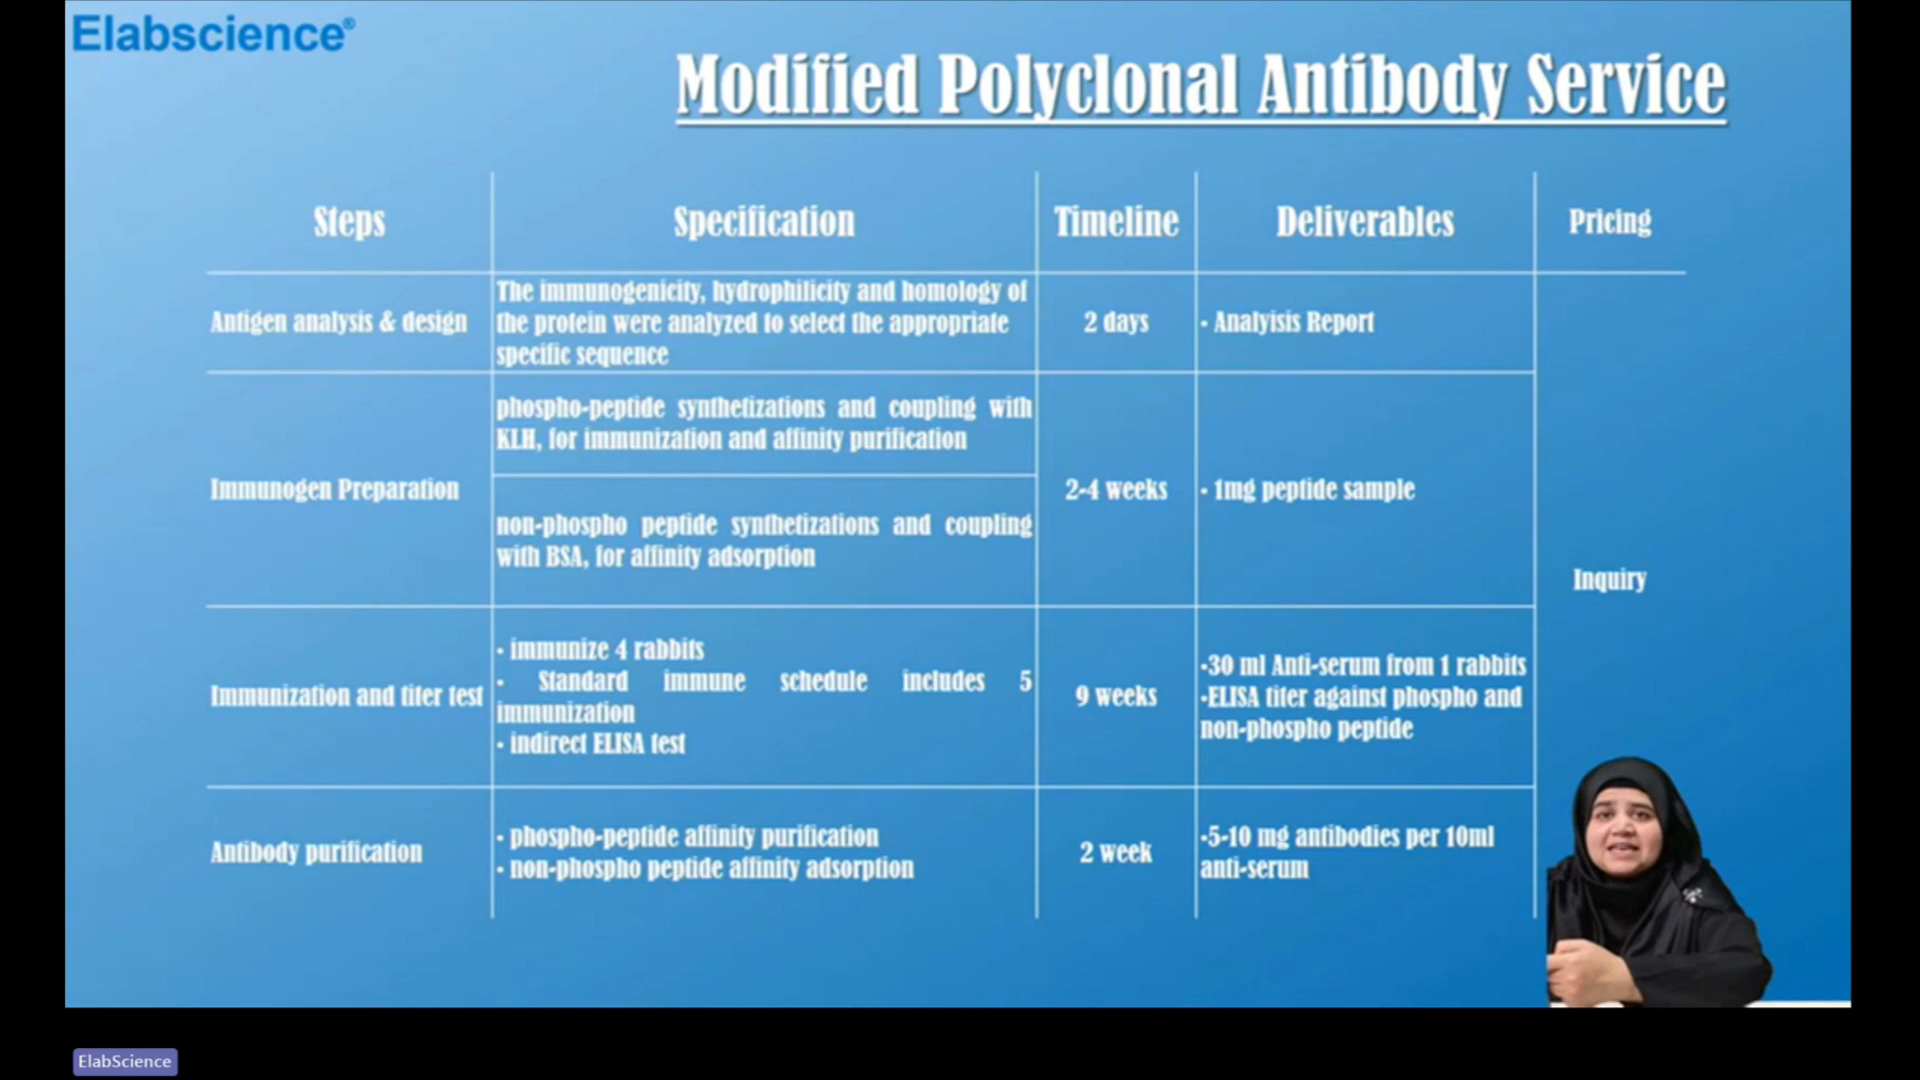 Elabscience®
Modified Polyclonal Antibody Service
Steps
Specification
Timeline
Deliverables
Pricing
Antigen analysis & design
The immunogenicity, hydrophilicity and homology of
the protein were analyzed to select the appropriate
specific sequence
2 days
• Analyisis Report
Immunogen Preparation
phospho-peptide synthetizations and coupling with
KLH, for immunization and affinity purification
non-phospho peptide synthetizations and coupling
with BSA, for affinity adsorption
2-4 weeks
• 1mg peptide sample
Inquiry
Immunization and titer test
• immunize 4 rabbits
• Standard immune schedule includes 5
immunization
• indirect ELISA test
9 weeks
•30 ml Anti-serum from 1 rabbits
•ELISA titer against phospho and
non-phospho peptide
Antibody purification
• phospho-peptide affinity purification
• non-phospho peptide affinity adsorption
2 week
•5-10 mg antibodies per 10ml
anti-serum
ElabScience